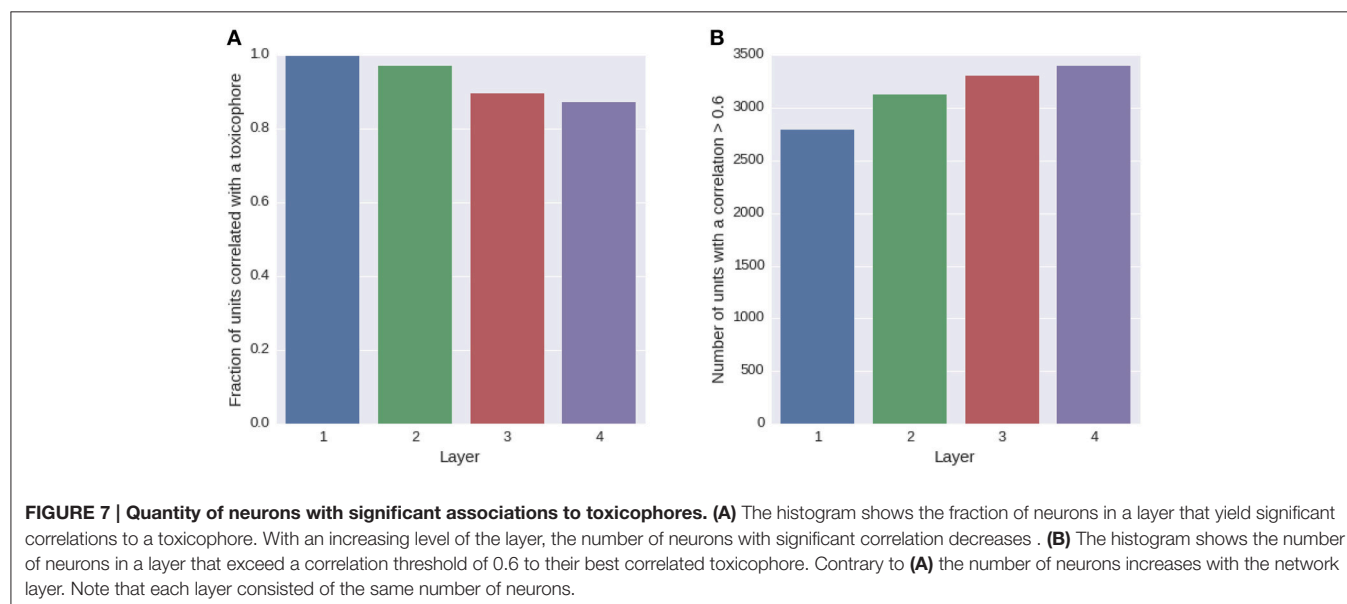 A
1.0
0.8
0.6
0.4
0.2
0.0
Fraction of units correlated with a toxicophore
1 2 3 4
Layer
B
3500
3000
2500
2000
1500
1000
500
0
Number of units with a correlation > 0.6
1 2 3 4
Layer
FIGURE 7 | Quantity of neurons with significant associations to toxicophores. (A) The histogram shows the fraction of neurons in a layer that yield significant
correlations to a toxicophore. With an increasing level of the layer, the number of neurons with significant correlation decreases . (B) The histogram shows the number
of neurons in a layer that exceed a correlation threshold of 0.6 to their best correlated toxicophore. Contrary to (A) the number of neurons increases with the network
layer. Note that each layer consisted of the same number of neurons.